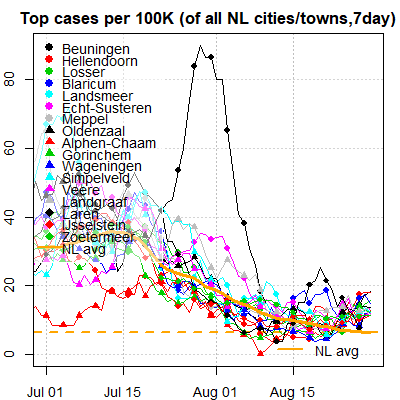 Top cases per 100K (of all NL cities/towns,7day)
80
60
40
20
0
Beuningen
Hellendoorn
Losser
Blaricum
Landsmeer
Echt-Susteren
Meppel
Oldenzaal
Alphen-Chaam
Gorinchem
Wageningen
Simpelveld
Veere
Landgraaf
Laren
IJsselstein
Zoetermeer
NL avg
NL avg
Jul 01
Jul 15
Aug 01
Aug 15